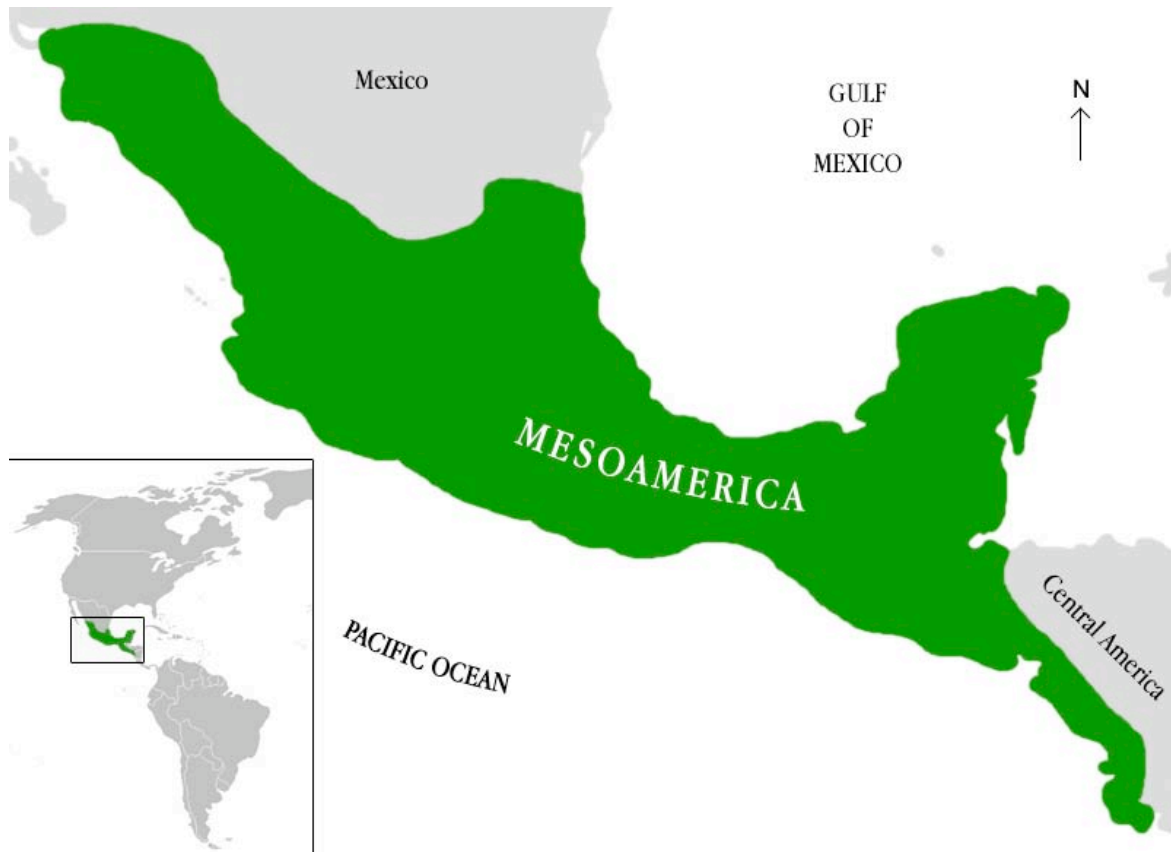 Mexico
GULF
OF
MEXICO
N
MESOAMERICA
PACIFIC OCEAN
Central America